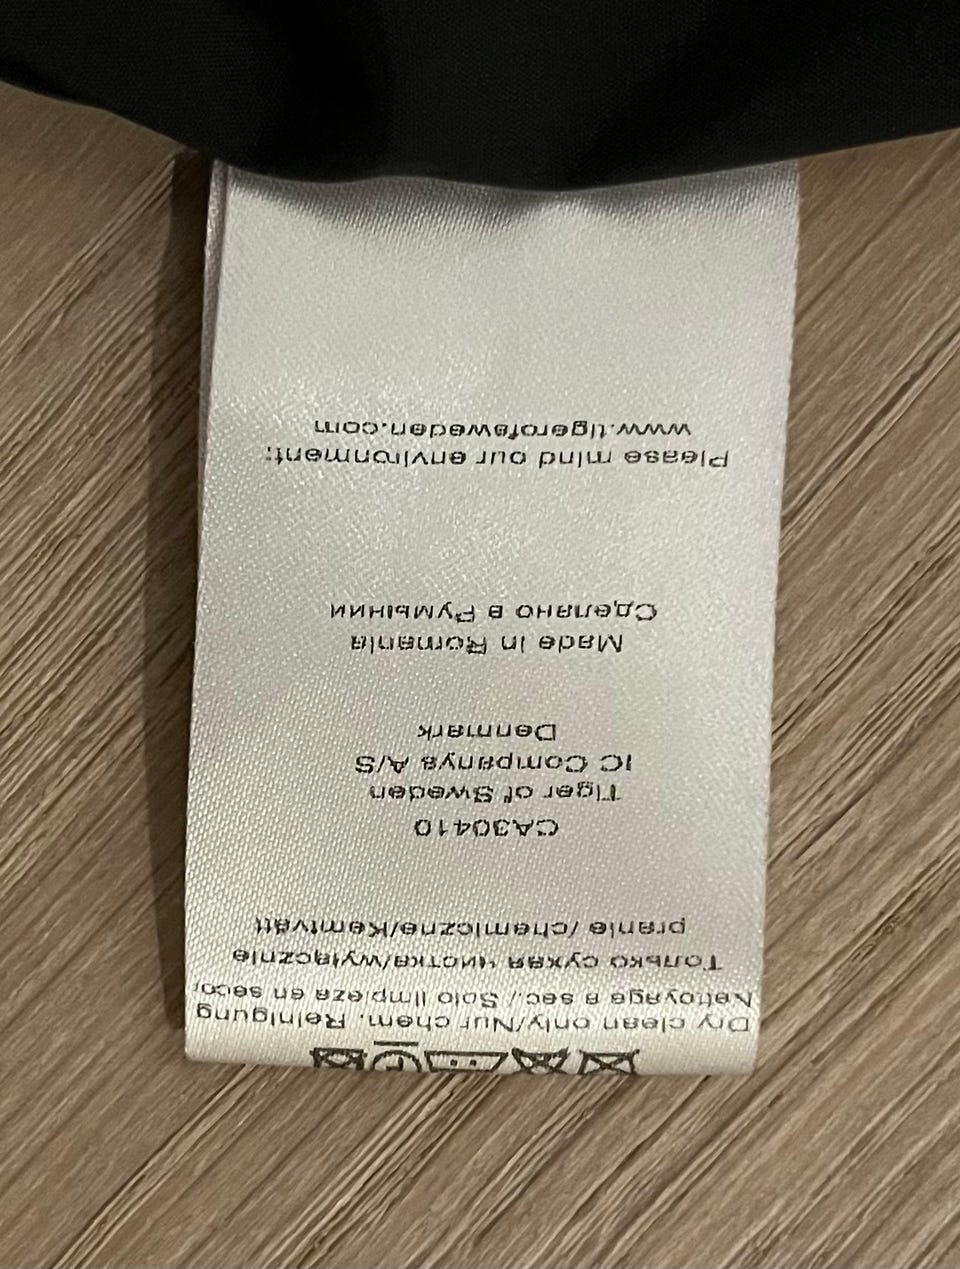 Dry clean only/Nur chem. Reinigung
Nettoyage a sec./ Solo limpieza en seco/
Только сухая чистка/wyłącznie
pranie /chemiczne/Kemtvätt
CA30410
Tiger of Sweden
IC Companys A/S
Denmark
Made in Romania
Сделано в Румынии
Please mind our environment:
www.tigerofsweden.com